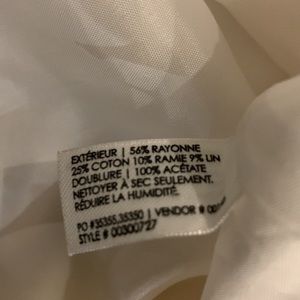 EXTÉRIEUR | 56% RAYONNE
25% COTON 10% RAMIE 9% LIN
DOUBLURE | 100% ACÉTATE
NETTOYER À SEC SEULEMENT.
RÉDUIRE LA HUMIDITÉ.
PO #35355,35350 | VENDOR #
STYLE # 00300727